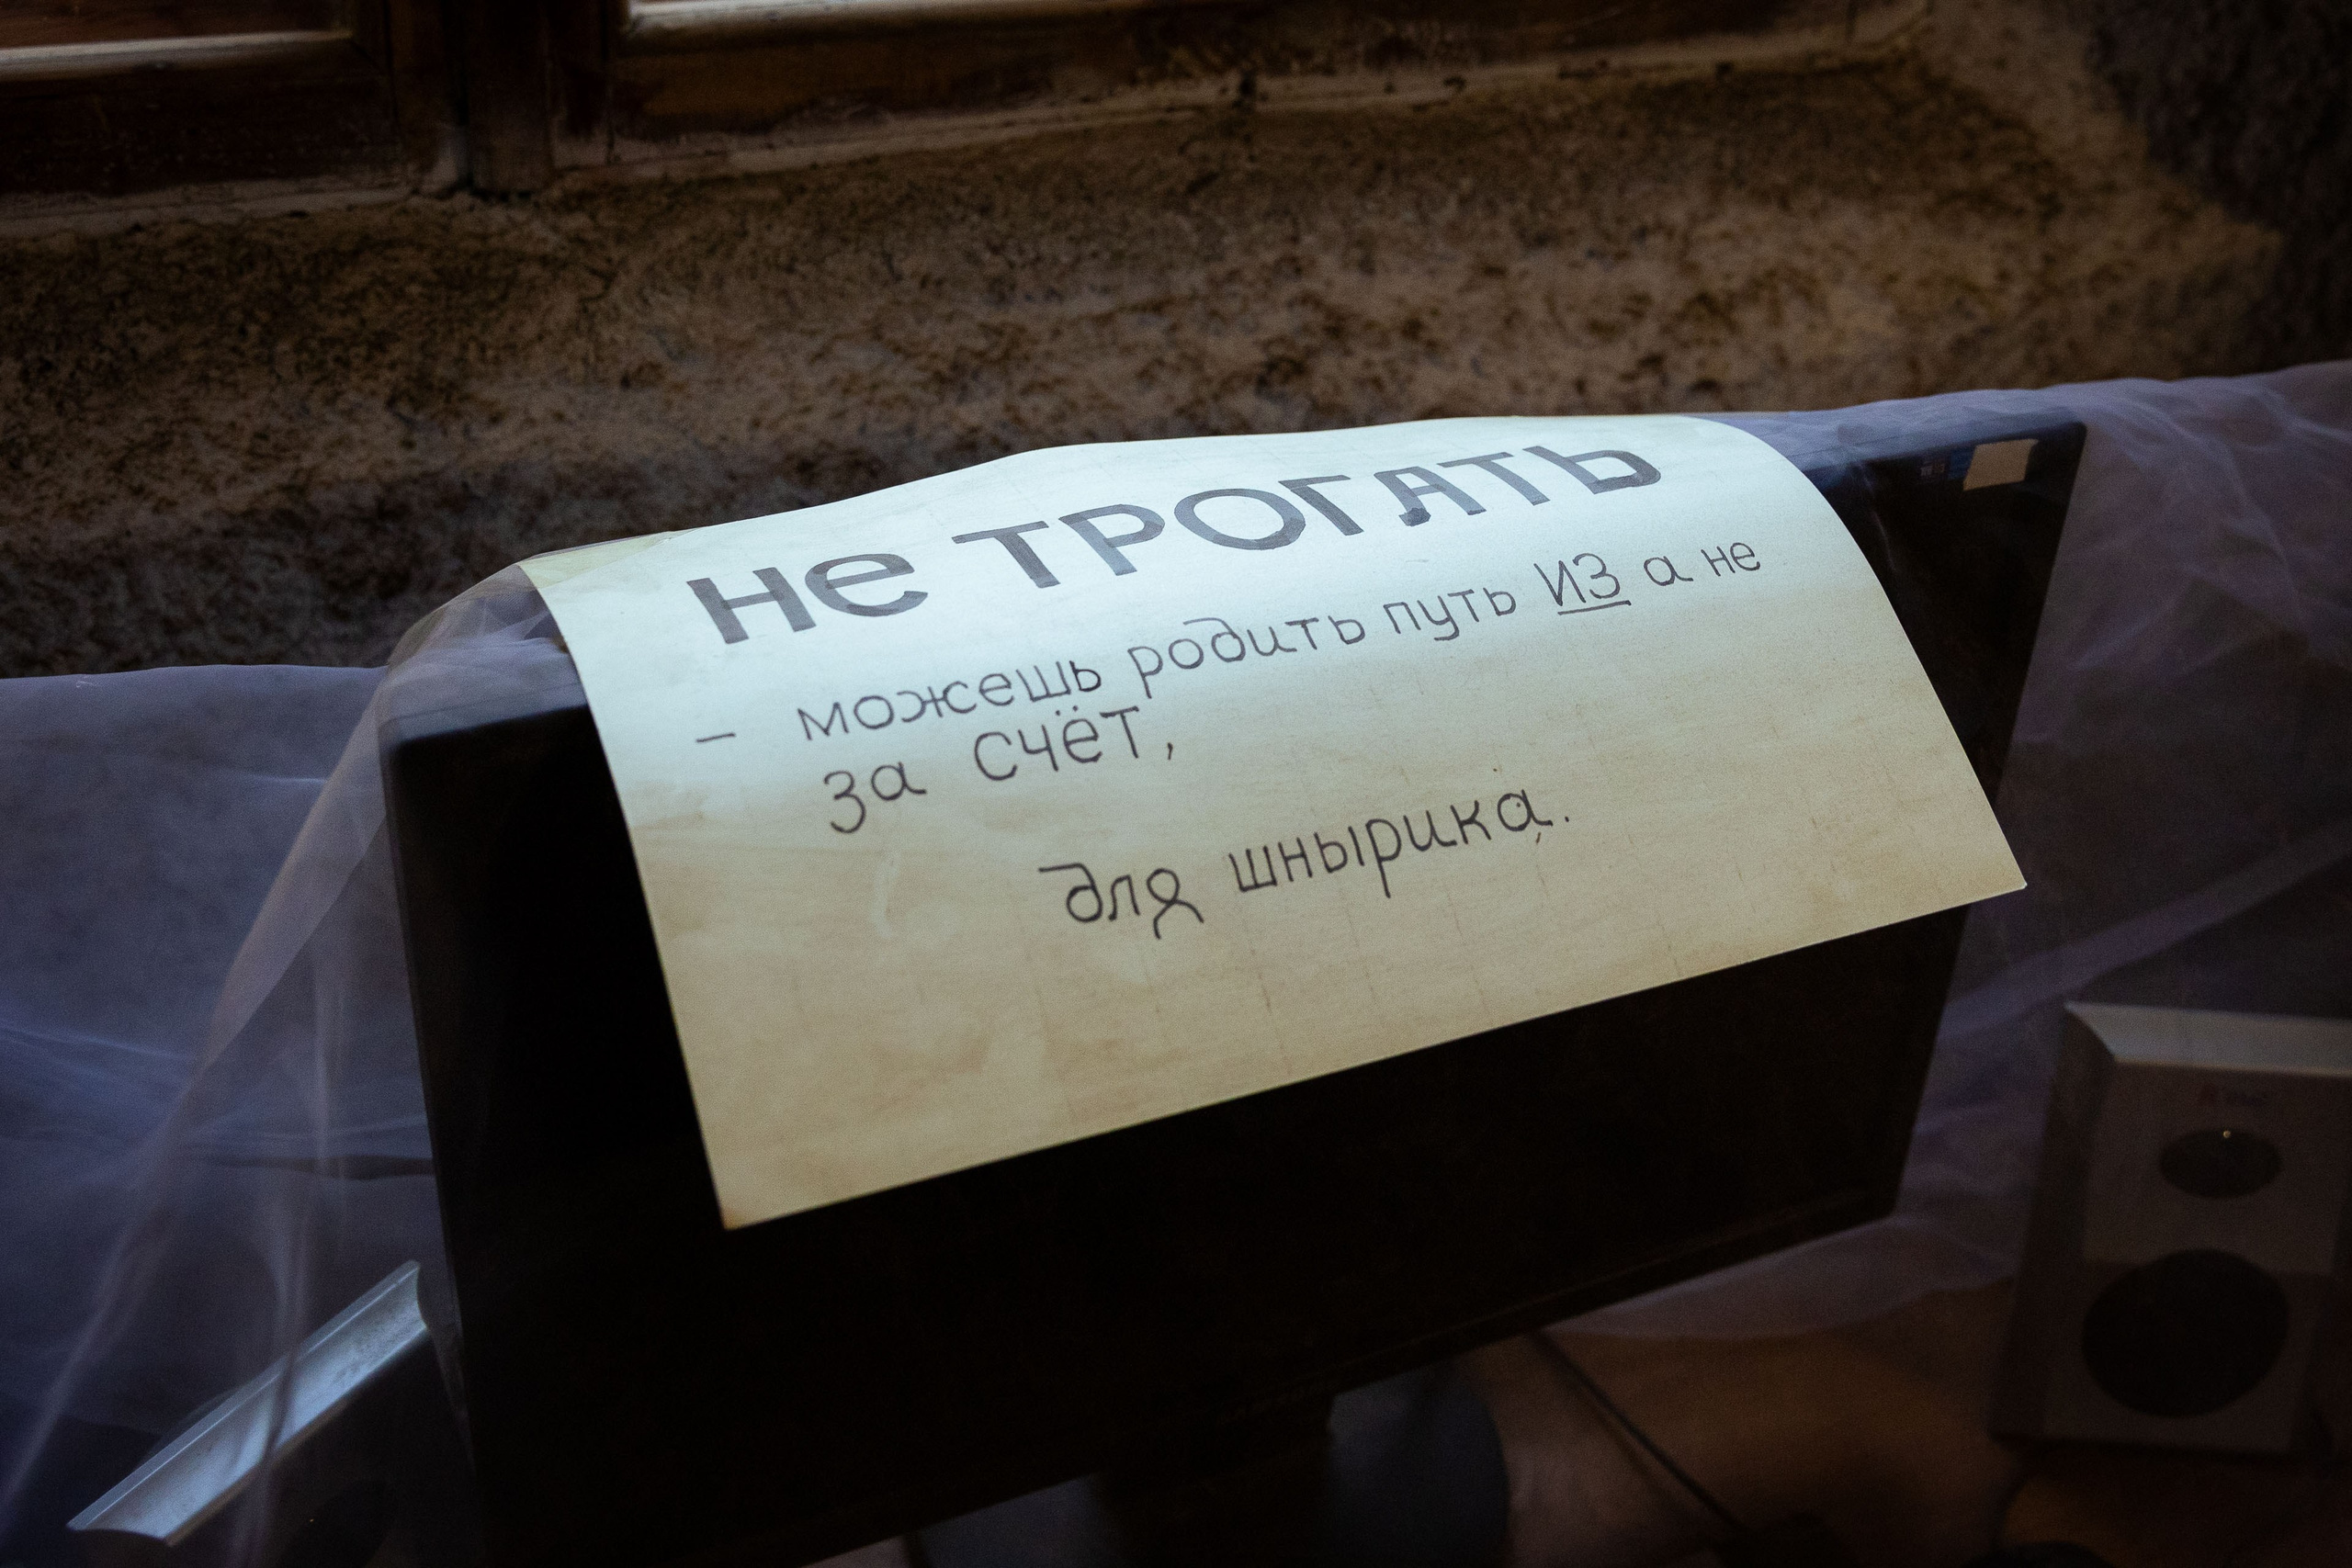 не ТРОГАТЬ
- можешь родить путь ИЗ а не
за счёт,
для шнырика.